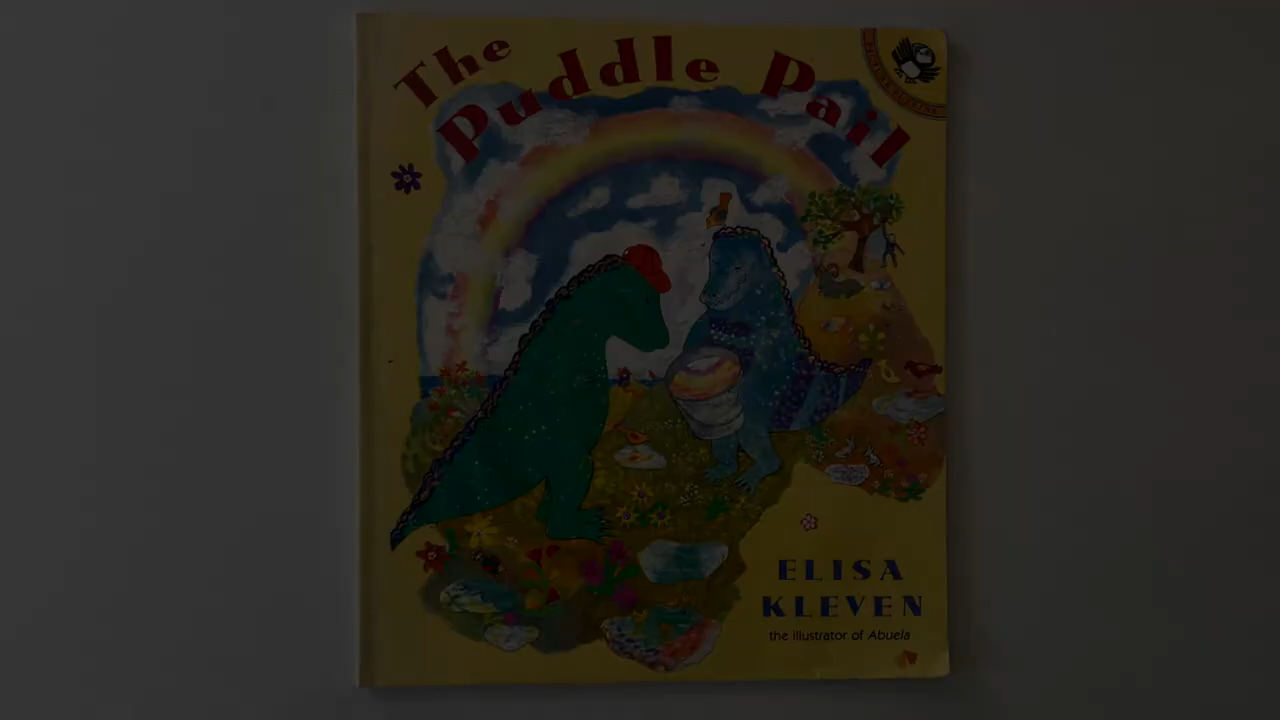 The
Puddle Pail
ELISA
KLEVEN
the illustrator of Abuela